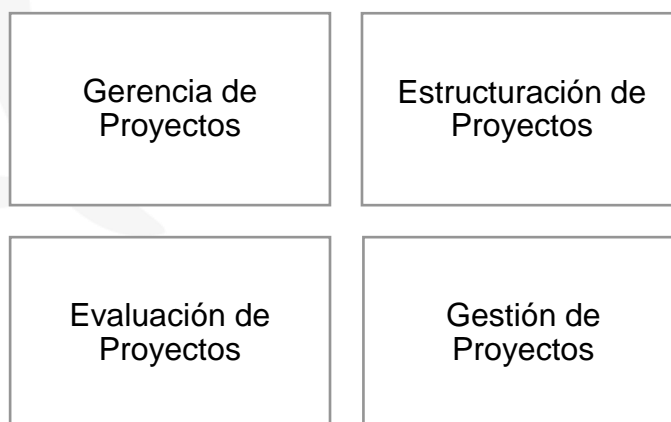 Gerencia de
Proyectos
Estructuración de
Proyectos
Evaluación de
Proyectos
Gestión de
Proyectos